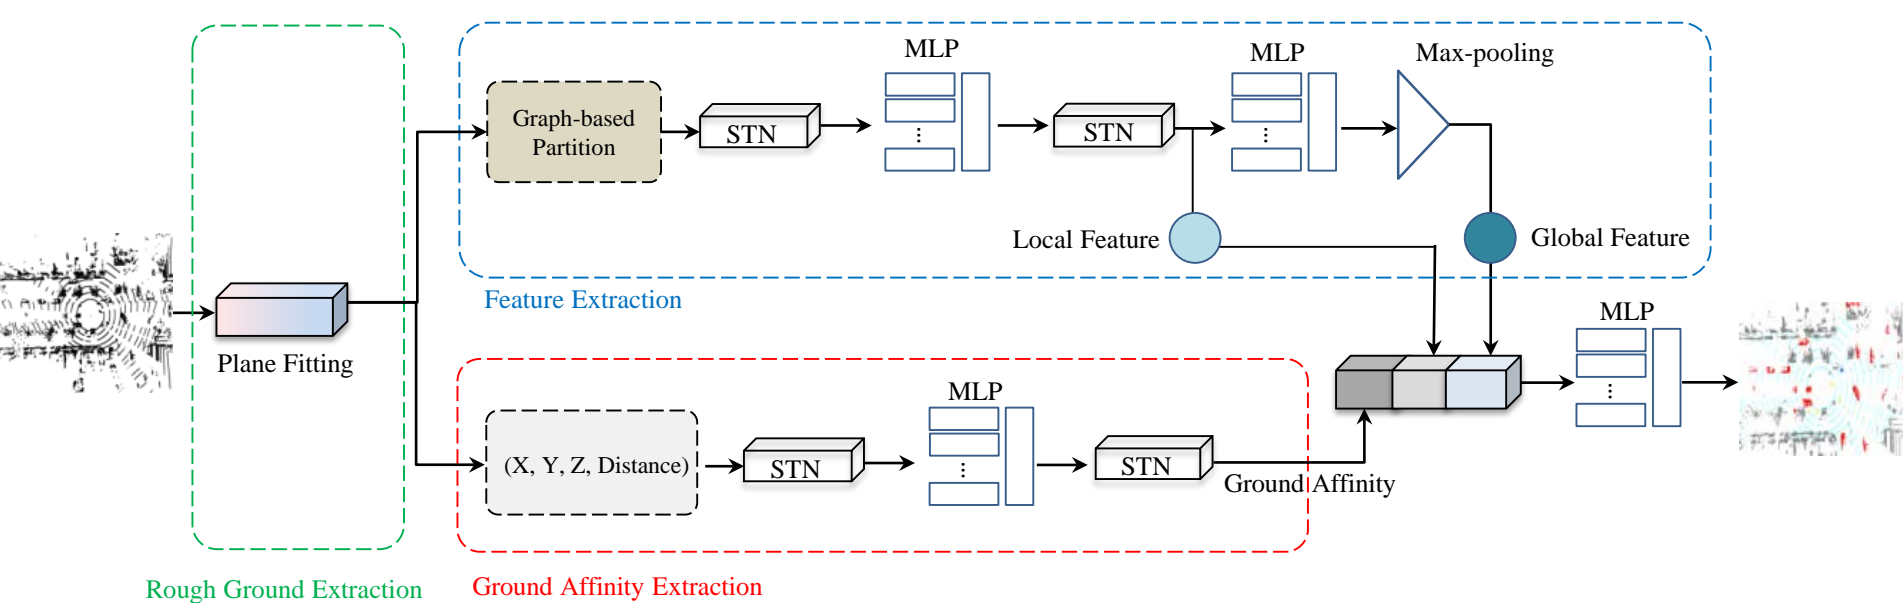 MLP
MLP
Max-pooling
Graph-based
Partition
STN
STN
Local Feature
Global Feature
Feature Extraction
Plane Fitting
MLP
MLP
(X, Y, Z, Distance)
STN
STN
Ground Affinity
Rough Ground Extraction
Ground Affinity Extraction